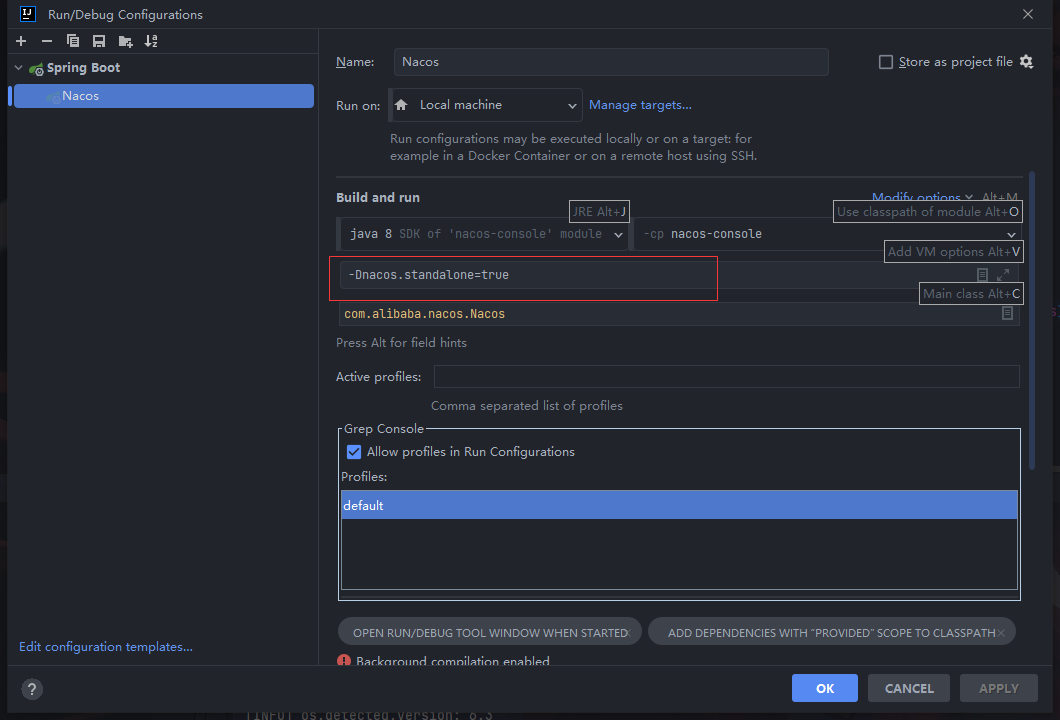 Run/Debug Configurations
Spring Boot
Nacos
Name: Nacos Store as project file
Run on: Local machine Manage targets...
Run configurations may be executed locally or on a target: for
example in a Docker Container or on a remote host using SSH.
Build and run Modify options Alt+M
JRE Alt+J Use classpath of module Alt+O
java 8 SDK of 'nacos-console' module -cp nacos-console
Add VM options Alt+V
-Dnacos.standalone=true
Main class Alt+C
com.alibaba.nacos.Nacos
Press Alt for field hints
Active profiles:
Comma separated list of profiles
Grep Console
Allow profiles in Run Configurations
Profiles:
default
OPEN RUN/DEBUG TOOL WINDOW WHEN STARTED ADD DEPENDENCIES WITH "PROVIDED" SCOPE TO CLASSPATH
Edit configuration templates...
Background compilation enabled
? OK CANCEL APPLY
[INFO] os.detected.version: 6.3